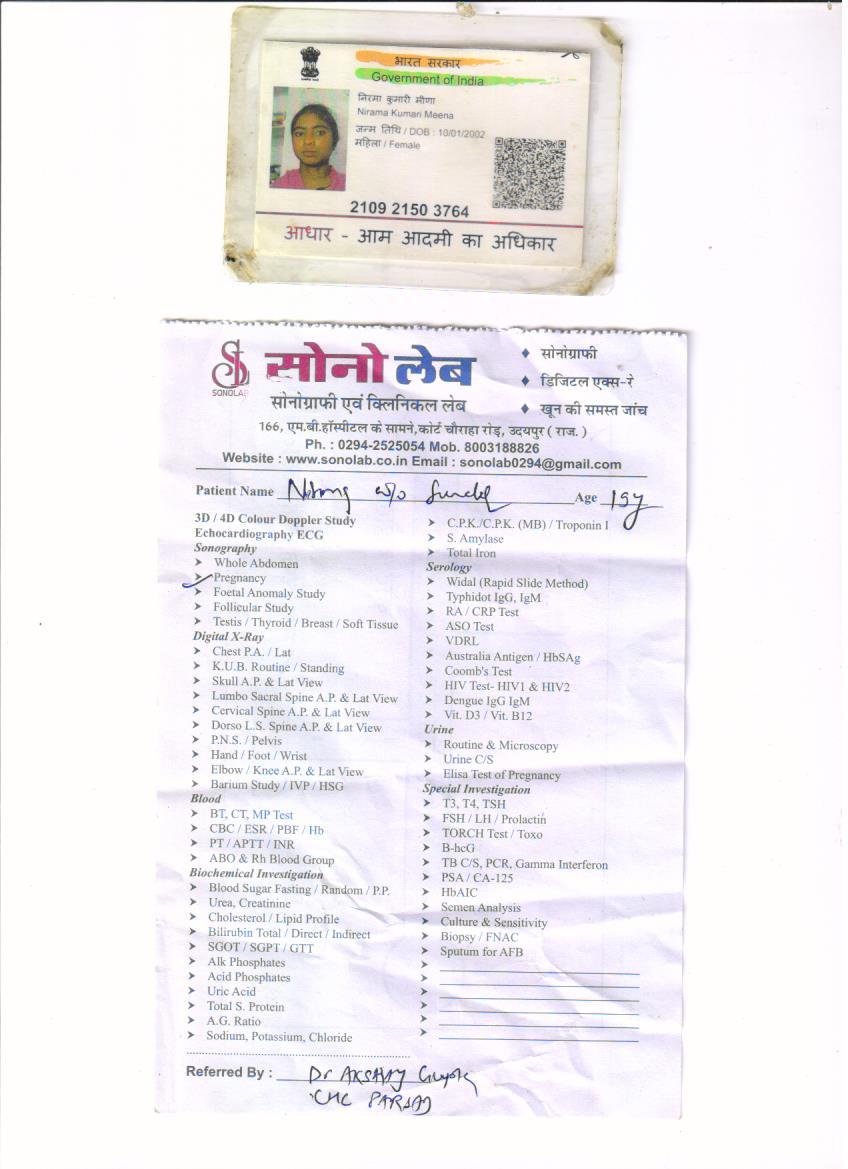 भारत सरकार
Government of India
निरमा कुमारी मीणा
Nirama Kumari Meena
जन्म तिथि / DOB : 10/01/2002
महिला / Female
2109 2150 3764
आधार - आम आदमी का अधिकार
SONOLAB
सोनो लेब
सोनोग्राफी एवं क्लिनिकल लेब
♦ सोनोग्राफी
♦ डिजिटल एक्स-रे
♦ खून की समस्त जांच
166, एम.बी.हॉस्पीटल के सामने,कोर्ट चौराहा रोड़, उदयपुर ( राज. )
Ph. : 0294-2525054 Mob. 8003188826
Website : www.sonolab.co.in Email : sonolab0294@gmail.com
Patient Name w/o Age 19y
3D / 4D Colour Doppler Study
Echocardiography ECG
Sonography
➤ Whole Abdomen
➤ Pregnancy
➤ Foetal Anomaly Study
➤ Follicular Study
➤ Testis / Thyroid / Breast / Soft Tissue
Digital X-Ray
➤ Chest P.A. / Lat
➤ K.U.B. Routine / Standing
➤ Skull A.P. & Lat View
➤ Lumbo Sacral Spine A.P. & Lat View
➤ Cervical Spine A.P. & Lat View
➤ Dorso L.S. Spine A.P. & Lat View
➤ P.N.S. / Pelvis
➤ Hand / Foot / Wrist
➤ Elbow / Knee A.P. & Lat View
➤ Barium Study / IVP / HSG
Blood
➤ BT, CT, MP Test
➤ CBC / ESR / PBF / Hb
➤ PT / APTT / INR
➤ ABO & Rh Blood Group
Biochemical Investigation
➤ Blood Sugar Fasting / Random / P.P.
➤ Urea, Creatinine
➤ Cholesterol / Lipid Profile
➤ Bilirubin Total / Direct / Indirect
➤ SGOT / SGPT / GTT
➤ Alk Phosphates
➤ Acid Phosphates
➤ Uric Acid
➤ Total S. Protein
➤ A.G. Ratio
➤ Sodium, Potassium, Chloride
➤ C.P.K./C.P.K. (MB) / Troponin I
➤ S. Amylase
➤ Total Iron
Serology
➤ Widal (Rapid Slide Method)
➤ Typhidot IgG, IgM
➤ RA / CRP Test
➤ ASO Test
➤ VDRL
➤ Australia Antigen / HbSAg
➤ Coomb's Test
➤ HIV Test- HIV1 & HIV2
➤ Dengue IgG IgM
➤ Vit. D3 / Vit. B12
Urine
➤ Routine & Microscopy
➤ Urine C/S
➤ Elisa Test of Pregnancy
Special Investigation
➤ T3, T4, TSH
➤ FSH / LH / Prolactin
➤ TORCH Test / Toxo
➤ B-hcG
➤ TB C/S, PCR, Gamma Interferon
➤ PSA / CA-125
➤ HbAIC
➤ Semen Analysis
➤ Culture & Sensitivity
➤ Biopsy / FNAC
➤ Sputum for AFB
Referred By : Dr AKSHAY Gupta
CHC PARSAD